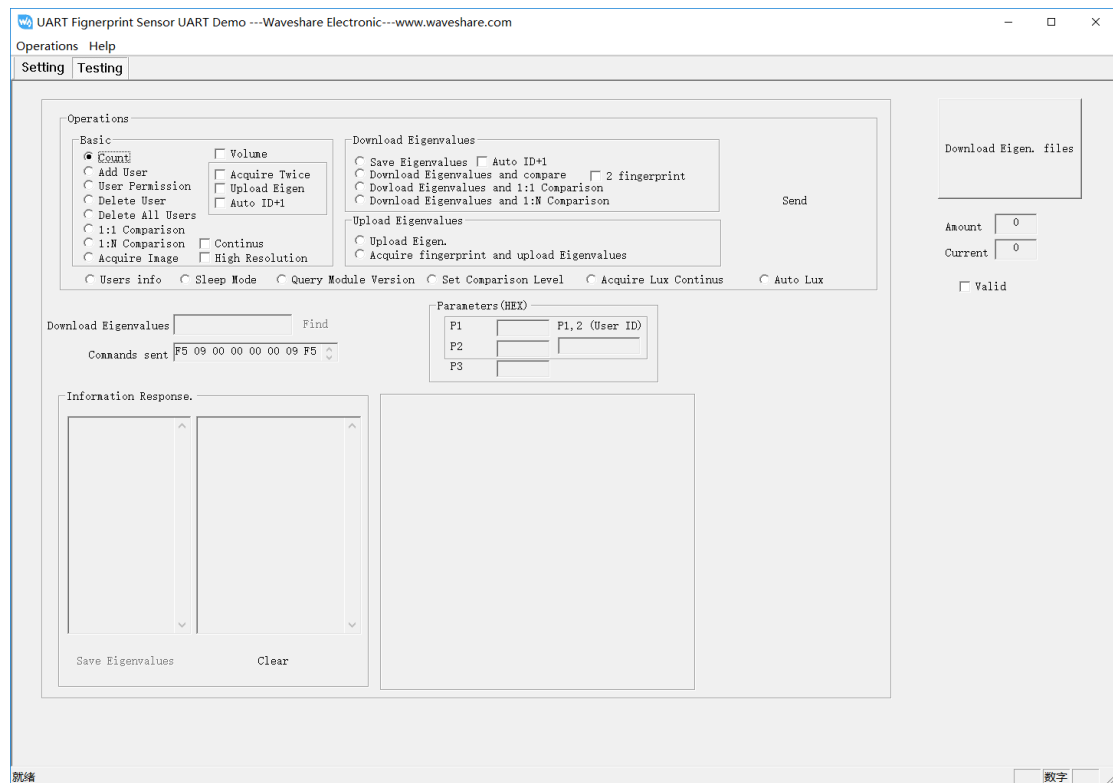 UART Fignerprint Sensor UART Demo ---Waveshare Electronic---www.waveshare.com
Operations Help
Setting Testing
Operations
Basic
Count
Add User
User Permission
Delete User
Delete All Users
1:1 Comparison
1:N Comparison
Acquire Image
Volume
Acquire Twice
Upload Eigen
Auto ID+1
Continus
High Resolution
Download Eigenvalues
Save Eigenvalues Auto ID+1
Download Eigenvalues and compare 2 fingerprint
Dowload Eigenvalues and 1:1 Comparison
Download Eigenvalues and 1:N Comparison
Upload Eigenvalues
Upload Eigen.
Acquire fingerprint and upload Eigenvalues
Send
Users info Sleep Mode Query Module Version Set Comparison Level Acquire Lux Continus Auto Lux
Download Eigen. files
Amount 0
Current 0
Valid
Download Eigenvalues Find
Commands sent F5 09 00 00 00 00 09 F5
Parameters(HEX)
P1 P1,2 (User ID)
P2
P3
Information Response.
Save Eigenvalues Clear
就绪 数字